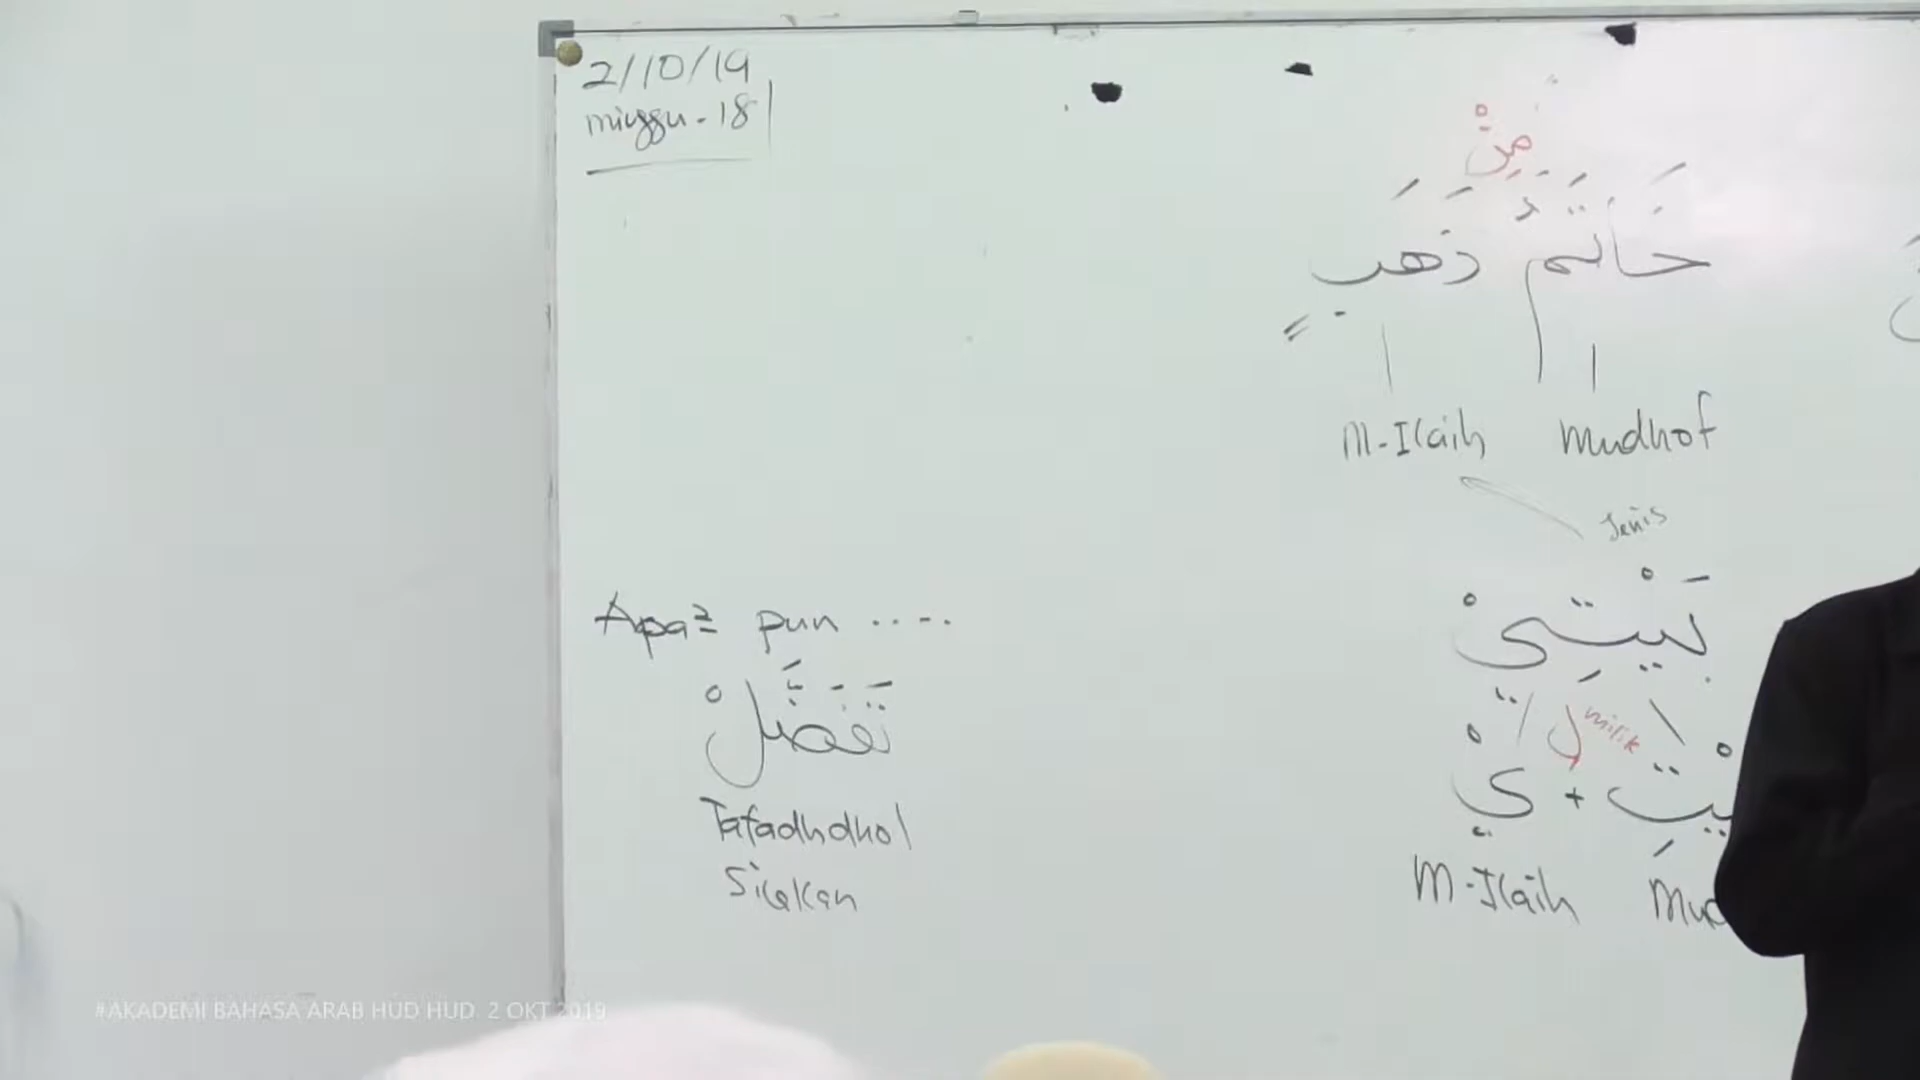 2/10/19
minggu-18
مِنْ
خَاتَمُ ذَهَبٍ
M-Ilaih Mudhof
Jenis
بَيْتِيْ
لِ milik
+ يْ
M-Ilaih
Apa2 pun ....
تَفَضَّلْ
Tafadhdhol
Silakan
#AKADEMI BAHASA ARAB HUD HUD 2 OKT 2019